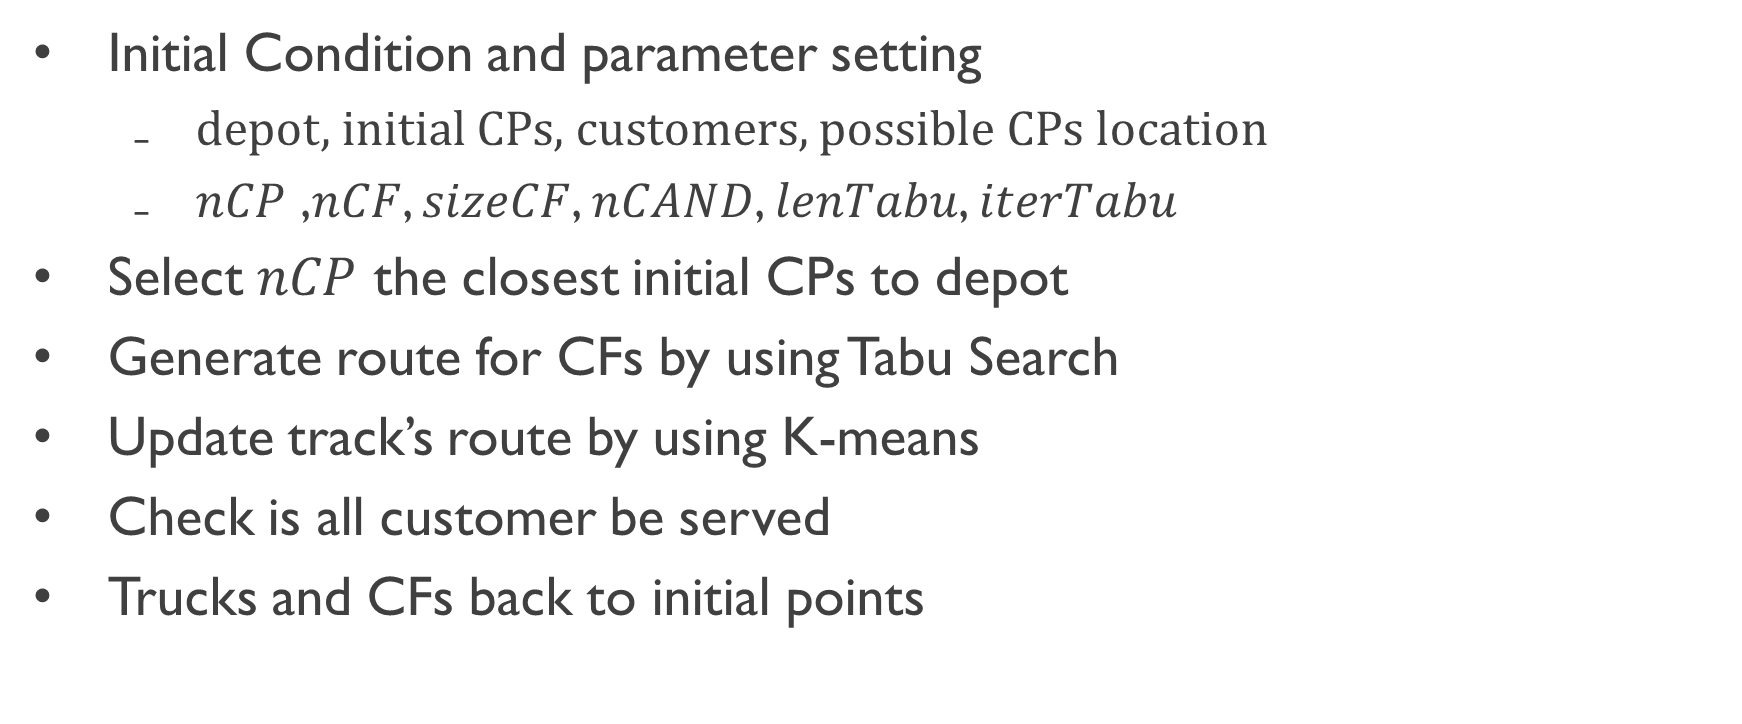 • Initial Condition and parameter setting
– depot, initial CPs, customers, possible CPs location
– nCP ,nCF, sizeCF, nCAND, lenTabu, iterTabu
• Select nCP the closest initial CPs to depot
• Generate route for CFs by using Tabu Search
• Update track’s route by using K-means
• Check is all customer be served
• Trucks and CFs back to initial points